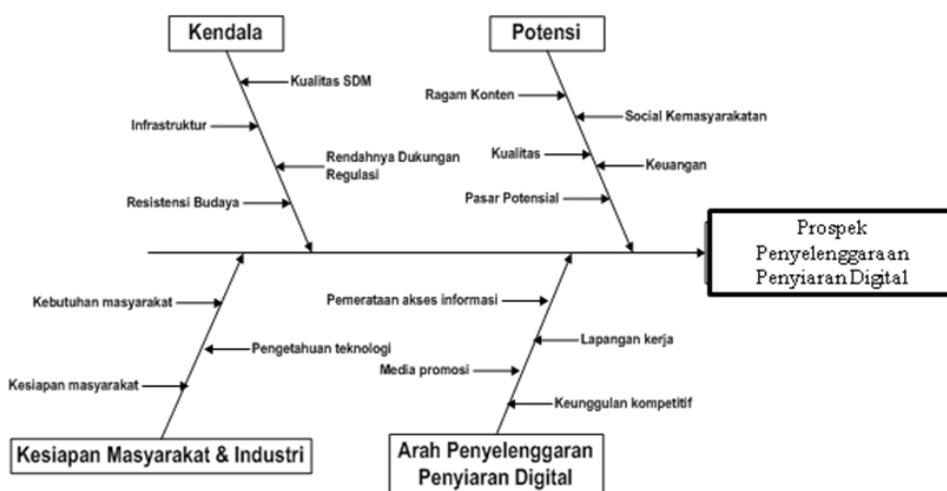 Kendala
Potensi
Kualitas SDM
Ragam Konten
Infrastruktur
Social Kemasyarakatan
Rendahnya Dukungan
Regulasi
Kualitas
Keuangan
Resistensi Budaya
Pasar Potensial
Prospek
Penyelenggaraan
Penyiaran Digital
Kebutuhan masyarakat
Pemerataan akses informasi
Pengetahuan teknologi
Lapangan kerja
Kesiapan masyarakat
Media promosi
Keunggulan kompetitif
Kesiapan Masyarakat & Industri
Arah Penyelenggaran
Penyiaran Digital